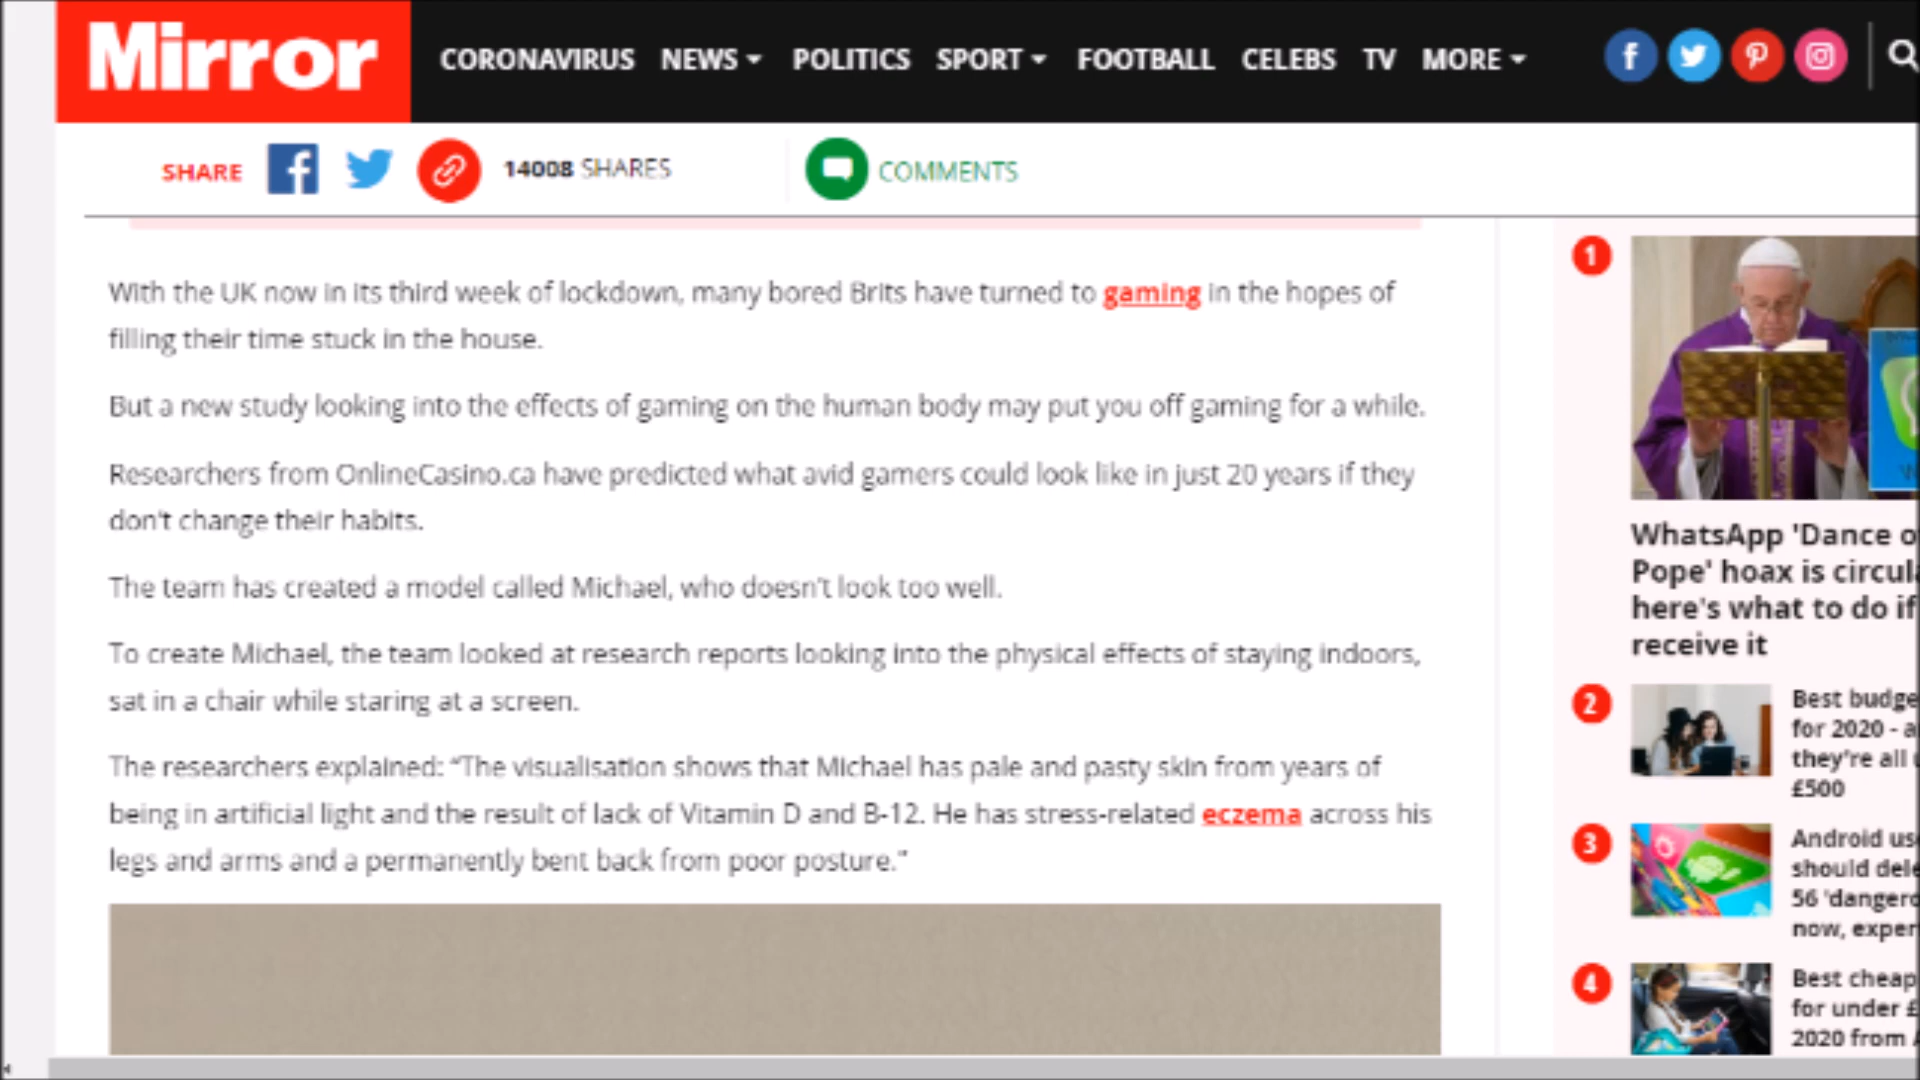 Mirror
CORONAVIRUS NEWS POLITICS SPORT FOOTBALL CELEBS TV MORE
SHARE 14008 SHARES COMMENTS
With the UK now in its third week of lockdown, many bored Brits have turned to gaming in the hopes of
filling their time stuck in the house.
But a new study looking into the effects of gaming on the human body may put you off gaming for a while.
Researchers from OnlineCasino.ca have predicted what avid gamers could look like in just 20 years if they
don't change their habits.
The team has created a model called Michael, who doesn't look too well.
To create Michael, the team looked at research reports looking into the physical effects of staying indoors,
sat in a chair while staring at a screen.
The researchers explained: “The visualisation shows that Michael has pale and pasty skin from years of
being in artificial light and the result of lack of Vitamin D and B-12. He has stress-related eczema across his
legs and arms and a permanently bent back from poor posture.”
1
WhatsApp 'Dance o
Pope' hoax is circul
here's what to do if
receive it
2
Best budge
for 2020 - a
they're all
£500
3
Android us
should dele
56 'dangero
now, exper
4
Best cheap
for under £
2020 from